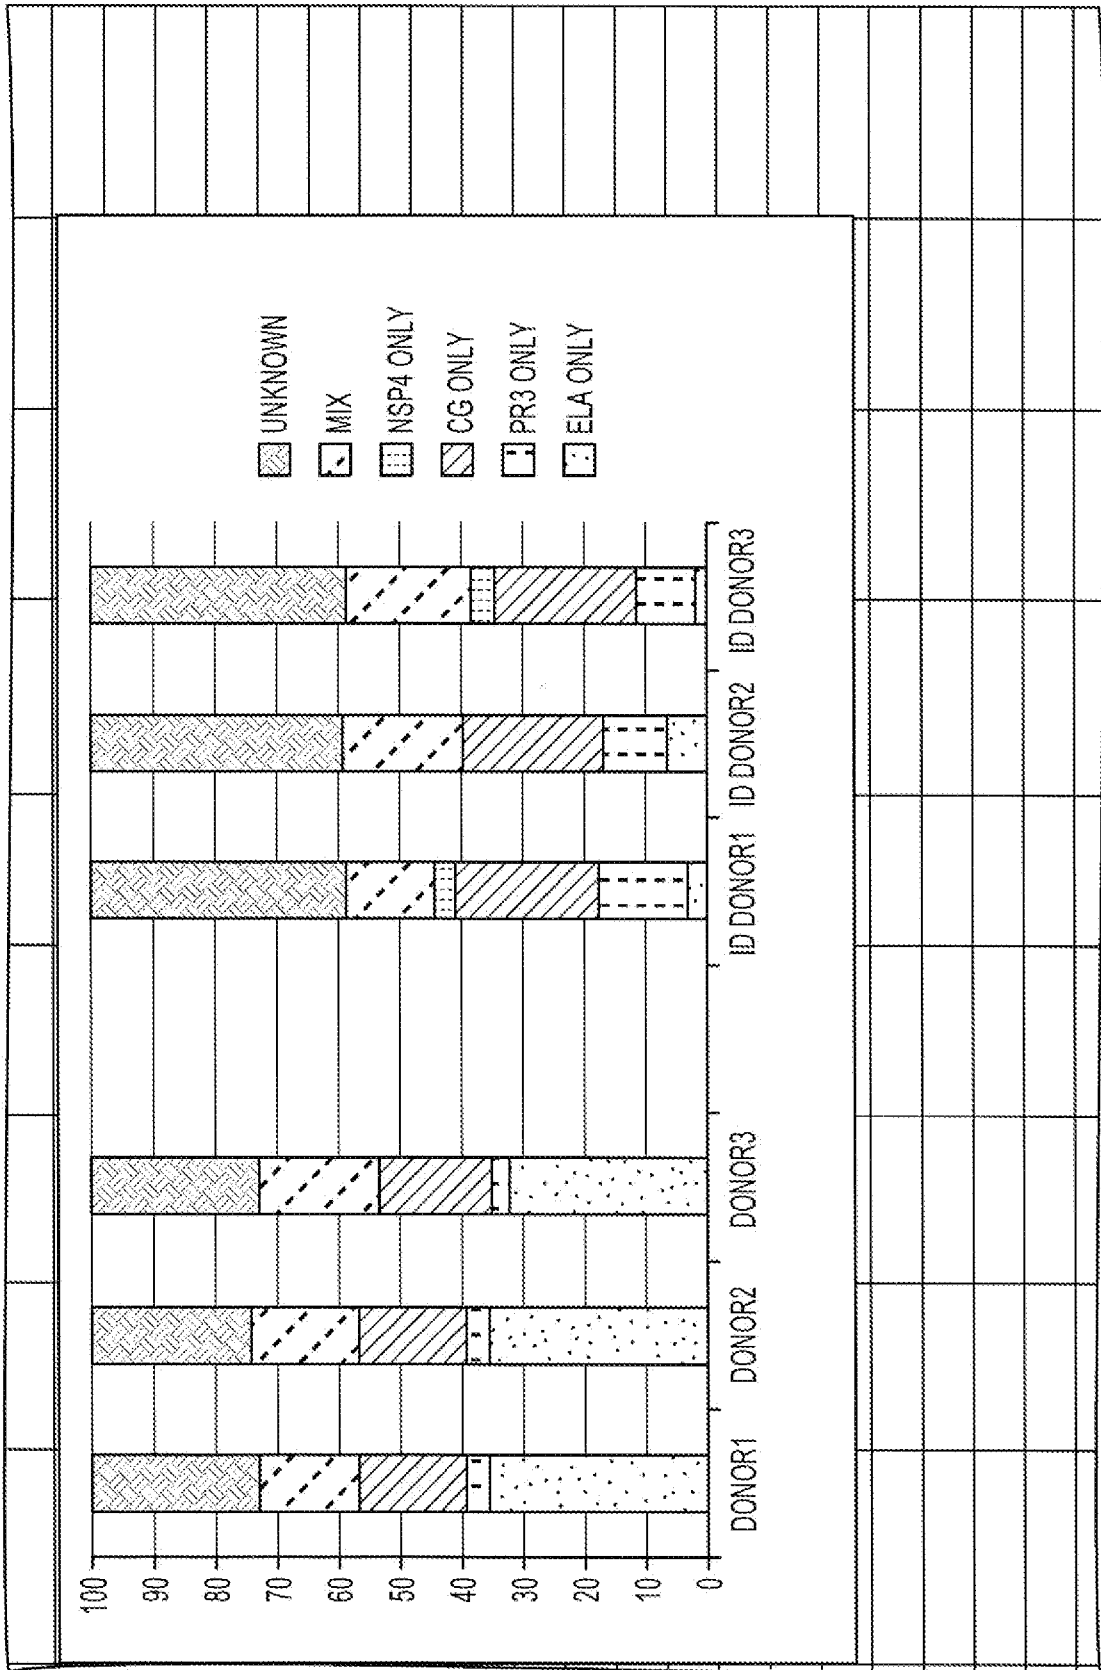 100
90
80
70
60
50
40
30
20
10
0
DONOR1
DONOR2
DONOR3
ID DONOR1
ID DONOR2
ID DONOR3
UNKNOWN
MIX
NSP4 ONLY
CG ONLY
PR3 ONLY
ELA ONLY